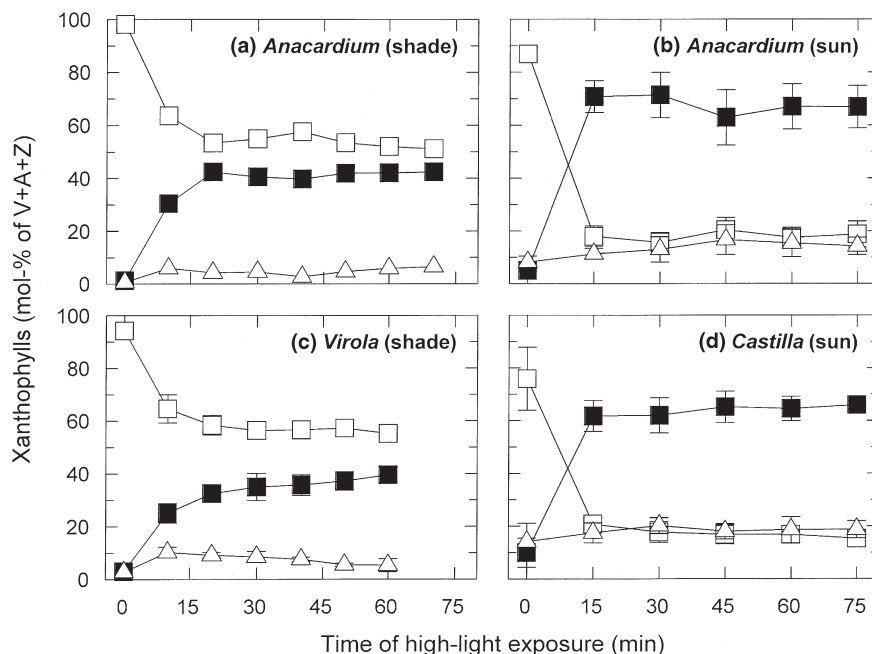 Xanthophylls (mol-% of V+A+Z)
100
80
60
40
20
0
(a) Anacardium (shade)
(b) Anacardium (sun)
100
80
60
40
20
0
(c) Virola (shade)
(d) Castilla (sun)
0 15 30 45 60 75
0 15 30 45 60 75
Time of high-light exposure (min)